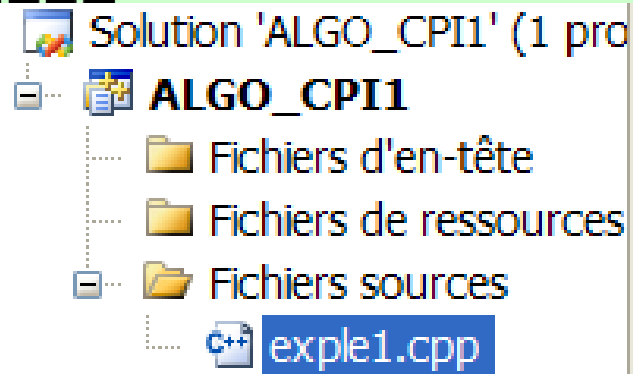 Solution 'ALGO_CPI1' (1 pro
ALGO_CPI1
Fichiers d'en-tête
Fichiers de ressources
Fichiers sources
exple1.cpp